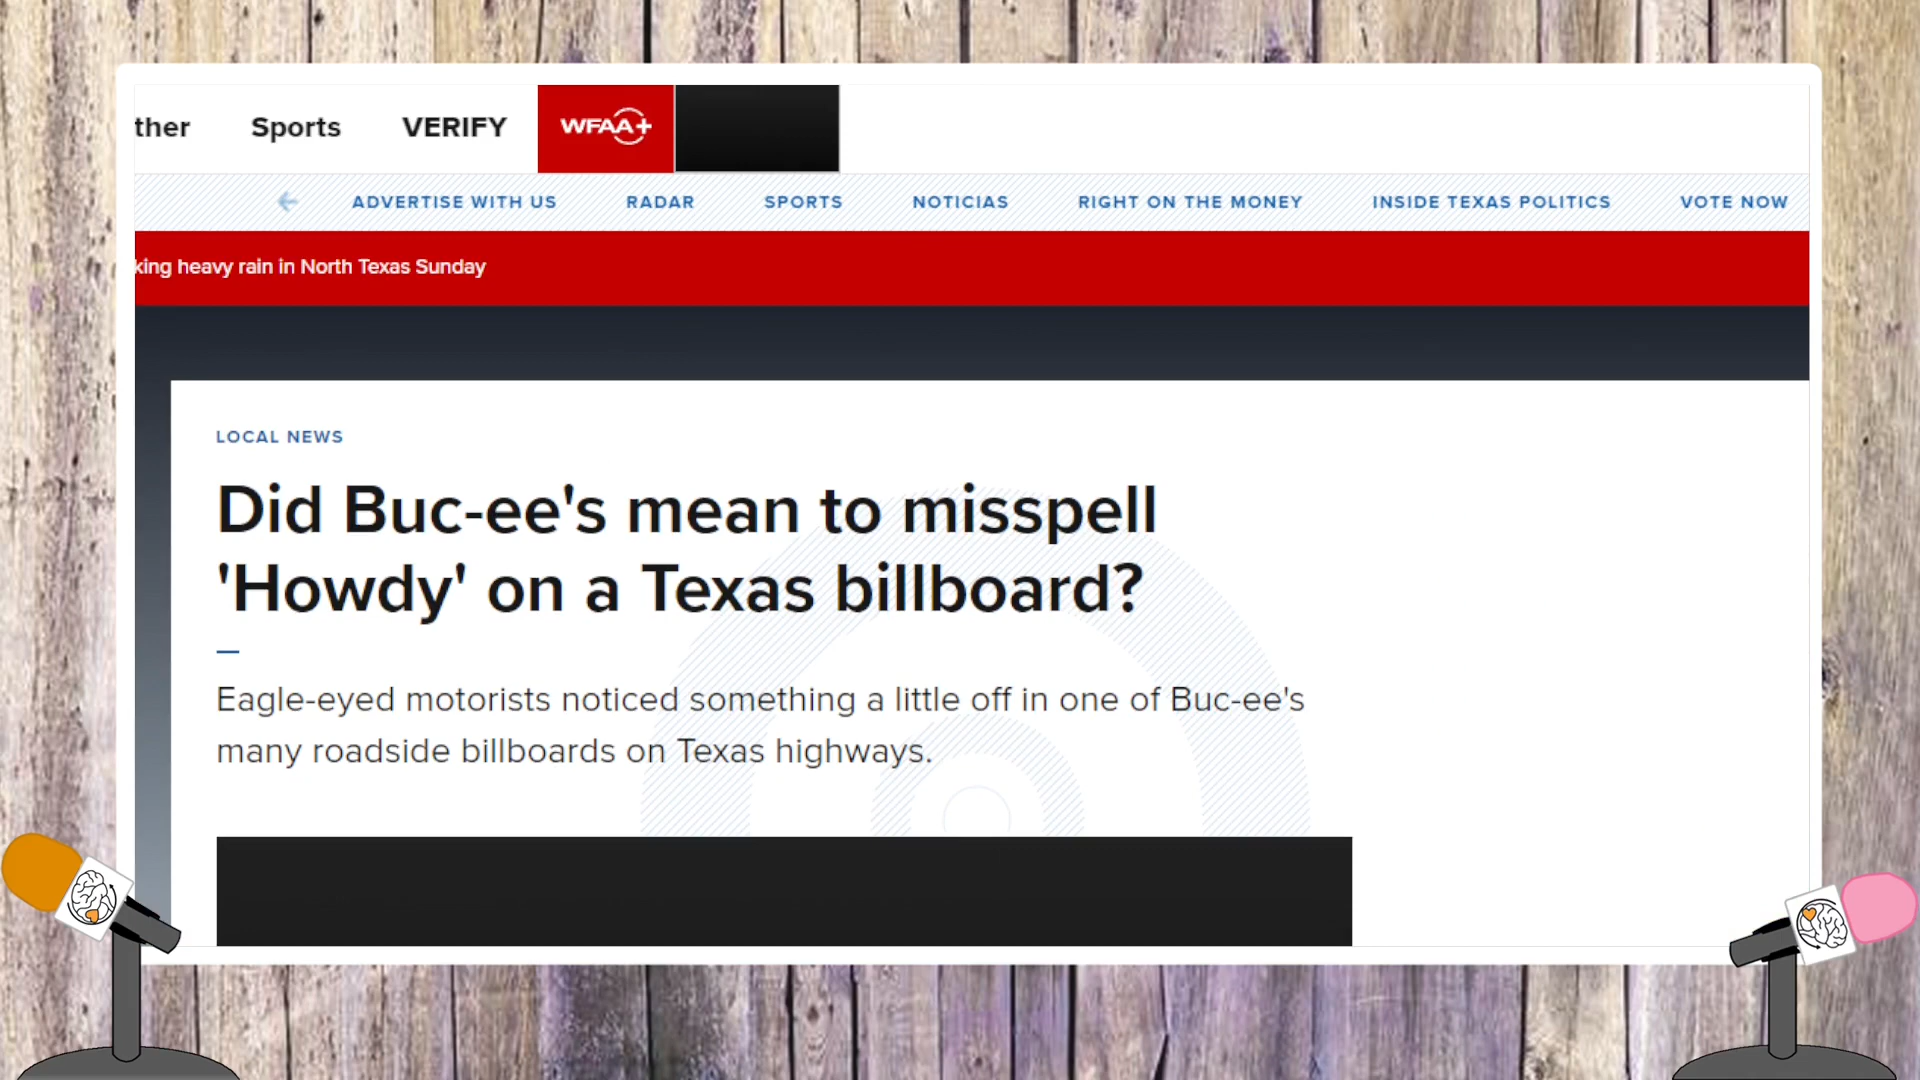 ther Sports VERIFY WFAA+
ADVERTISE WITH US RADAR SPORTS NOTICIAS RIGHT ON THE MONEY INSIDE TEXAS POLITICS VOTE NOW
king heavy rain in North Texas Sunday
LOCAL NEWS
Did Buc-ee's mean to misspell
'Howdy' on a Texas billboard?
Eagle-eyed motorists noticed something a little off in one of Buc-ee's
many roadside billboards on Texas highways.